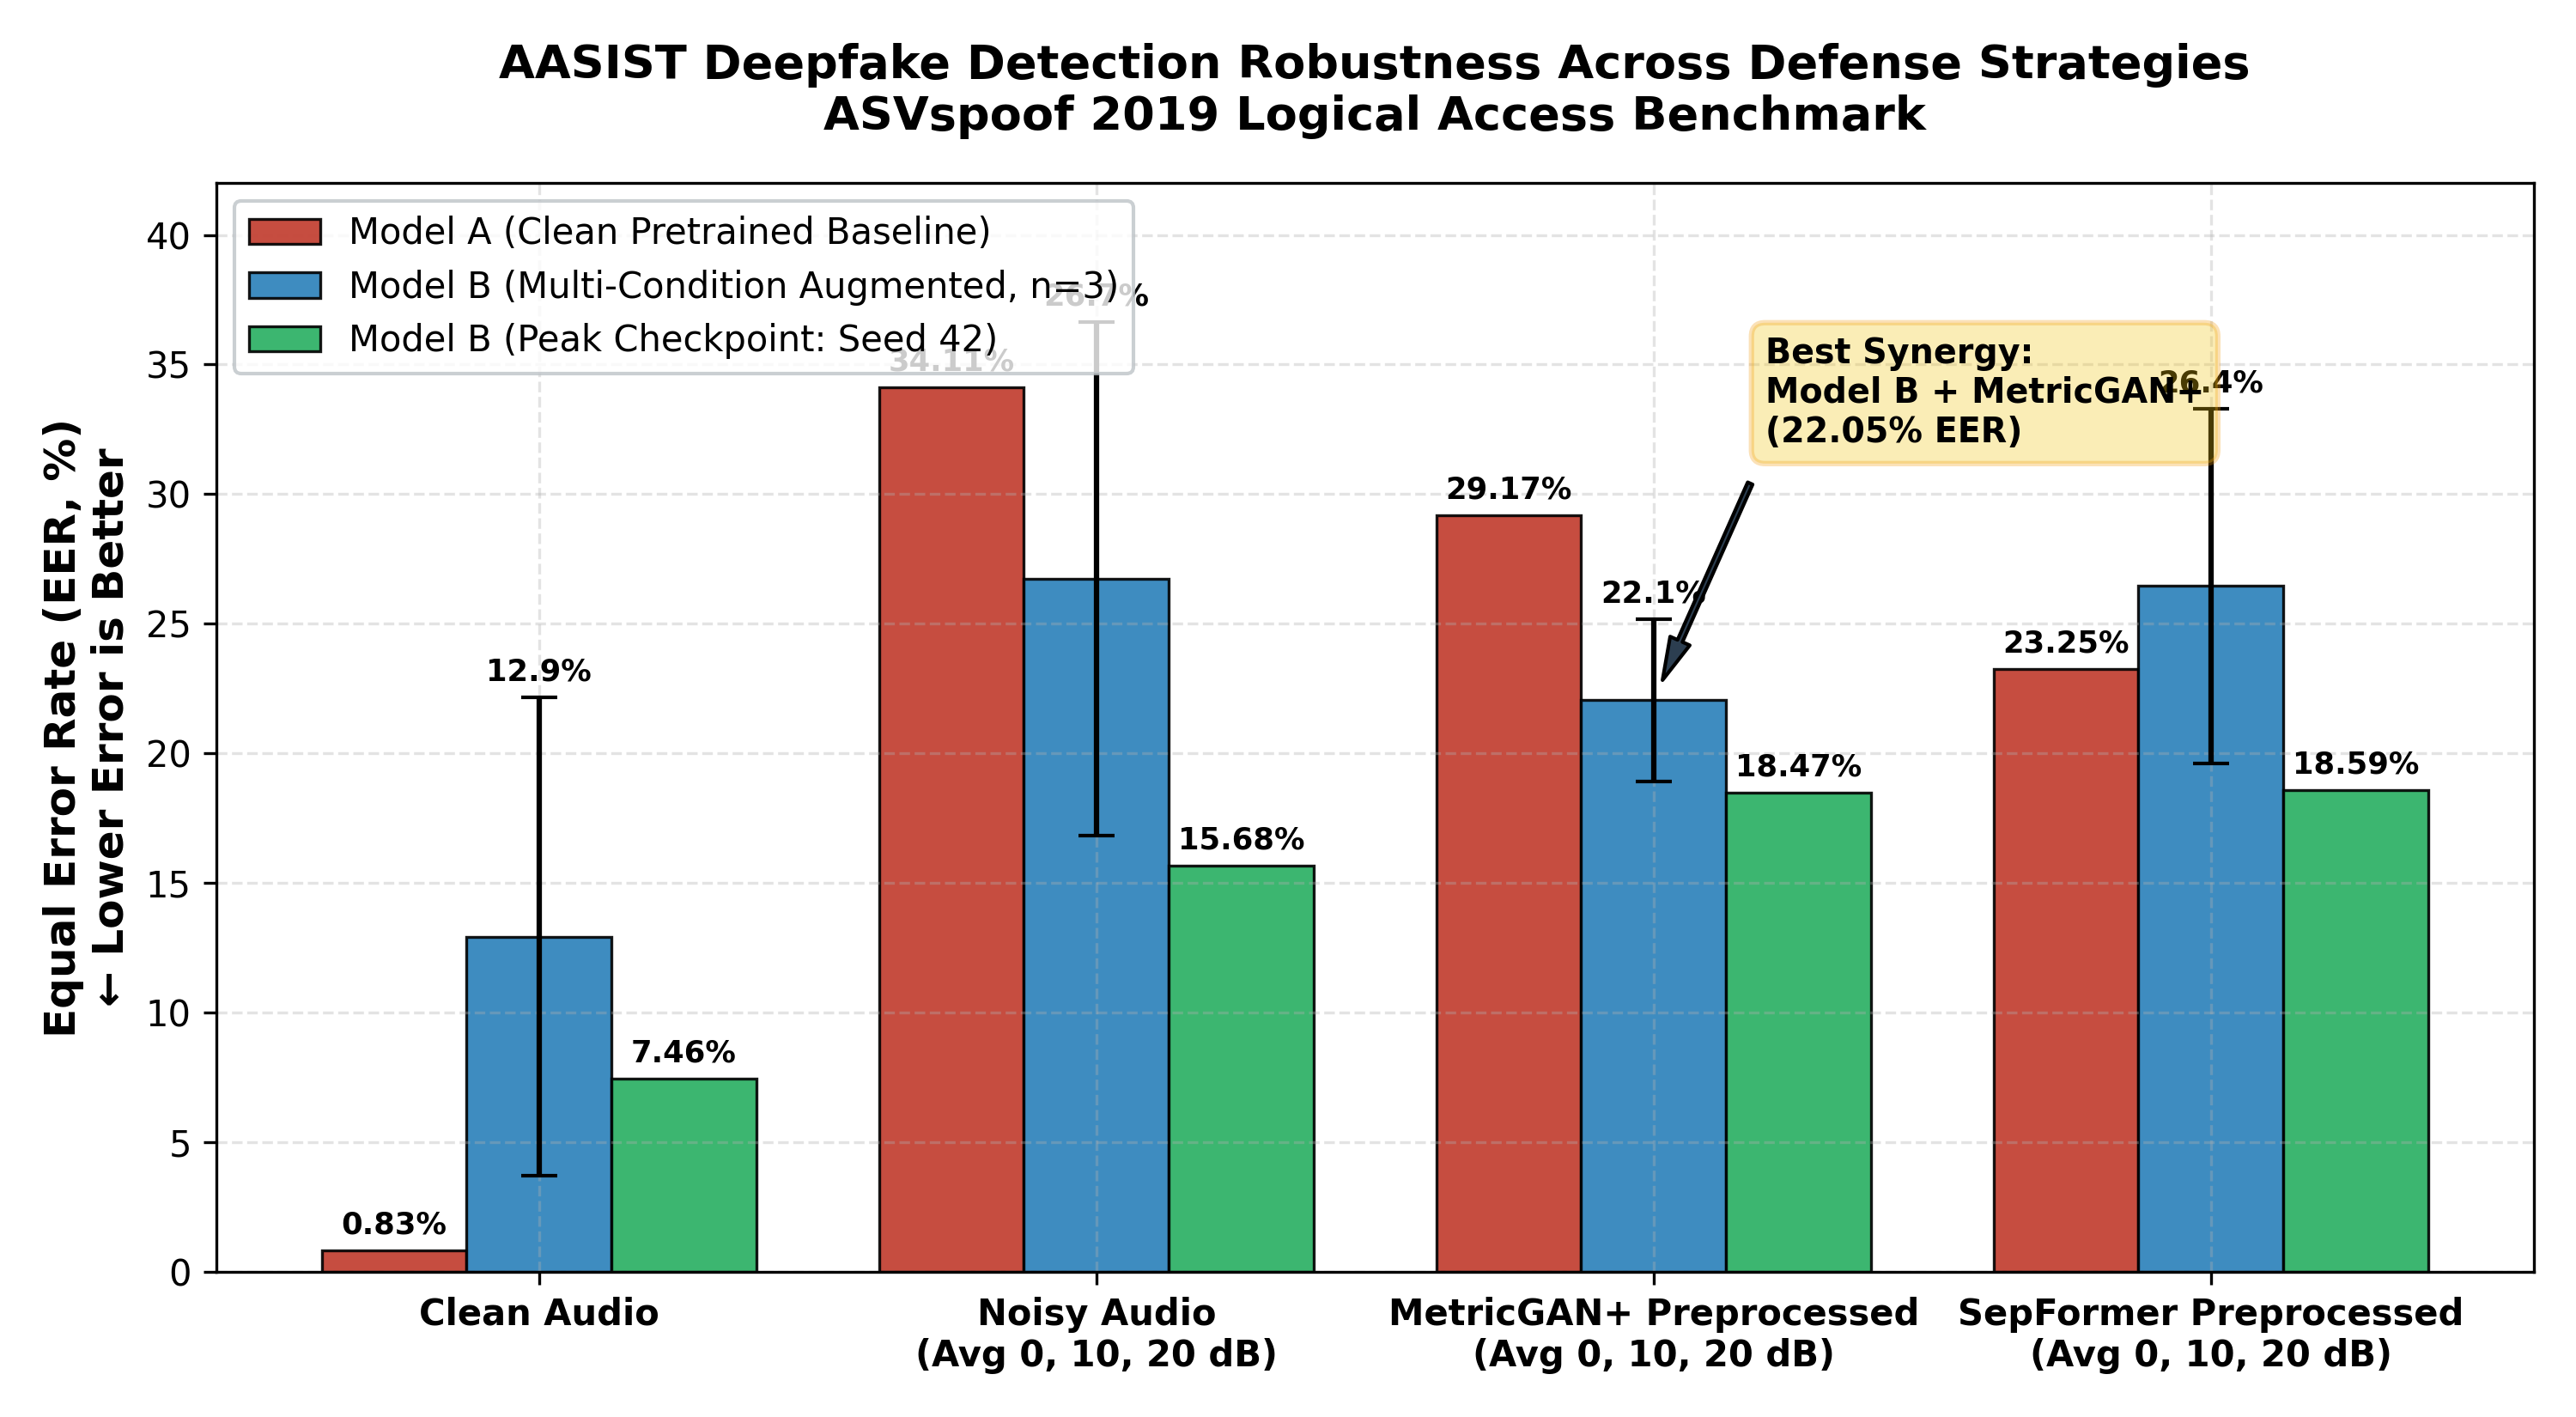 AASIST Deepfake Detection Robustness Across Defense Strategies
ASVspoof 2019 Logical Access Benchmark
Equal Error Rate (EER, %)
← Lower Error is Better
40
35
30
25
20
15
10
5
0
Model A (Clean Pretrained Baseline)
Model B (Multi-Condition Augmented, n=3)
Model B (Peak Checkpoint: Seed 42)
0.83%
12.9%
7.46%
34.11%
26.7%
15.68%
29.17%
22.1%
18.47%
Best Synergy:
Model B + MetricGAN+
(22.05% EER)
23.25%
26.4%
18.59%
Clean Audio
Noisy Audio
(Avg 0, 10, 20 dB)
MetricGAN+ Preprocessed
(Avg 0, 10, 20 dB)
SepFormer Preprocessed
(Avg 0, 10, 20 dB)